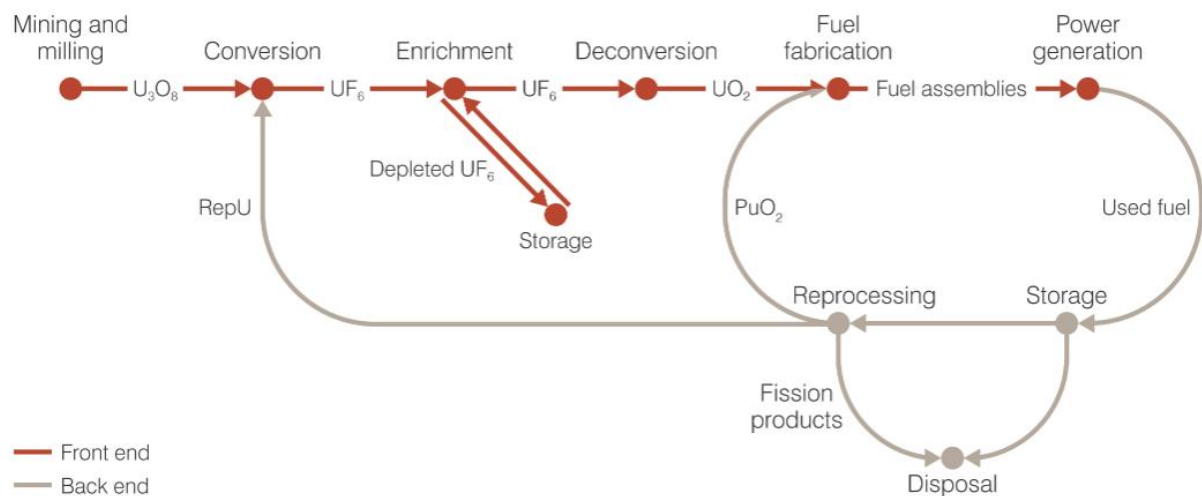 Mining and
milling
Conversion
Enrichment
Deconversion
Fuel
fabrication
Power
generation
U₃O₈
UF₆
UF₆
UO₂
Fuel assemblies
Depleted UF₆
Storage
RepU
PuO₂
Used fuel
Reprocessing
Storage
Fission
products
Disposal
Front end
Back end